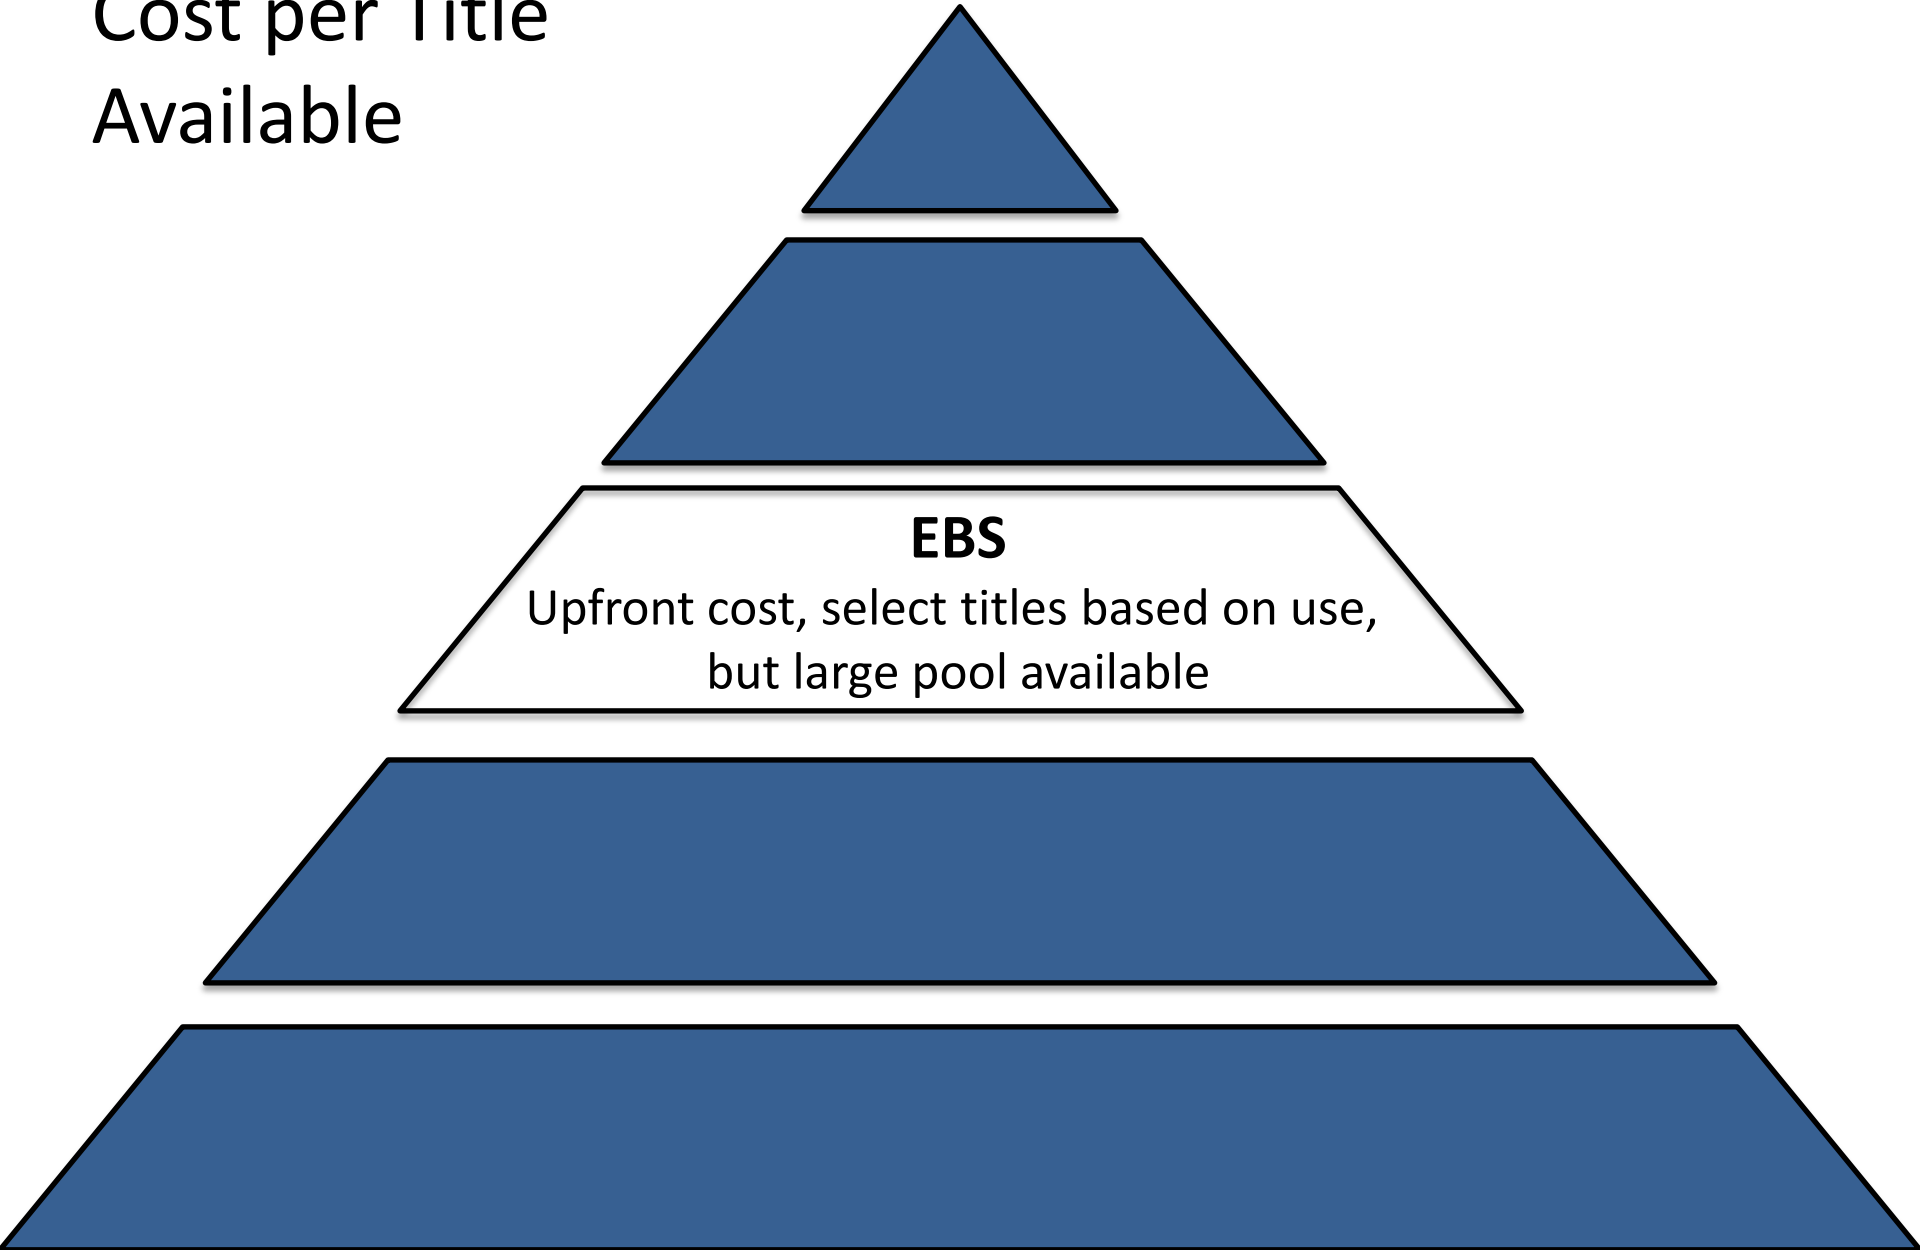 Cost per Title
Available
EBS
Upfront cost, select titles based on use,
but large pool available